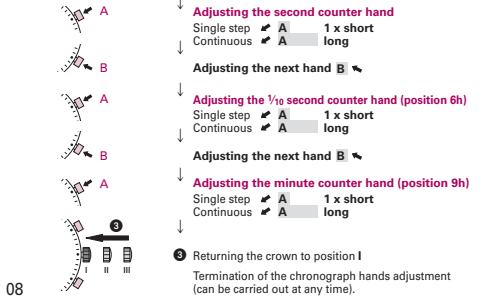 A
↓ Adjusting the second counter hand
Single step A 1 x short
Continuous A long
↓
B Adjusting the next hand B
↓
A Adjusting the 1/10 second counter hand (position 6h)
Single step A 1 x short
Continuous A long
↓
B Adjusting the next hand B
↓
A Adjusting the minute counter hand (position 9h)
Single step A 1 x short
Continuous A long
↓
3
I II III
3 Returning the crown to position I
Termination of the chronograph hands adjustment
(can be carried out at any time).
08